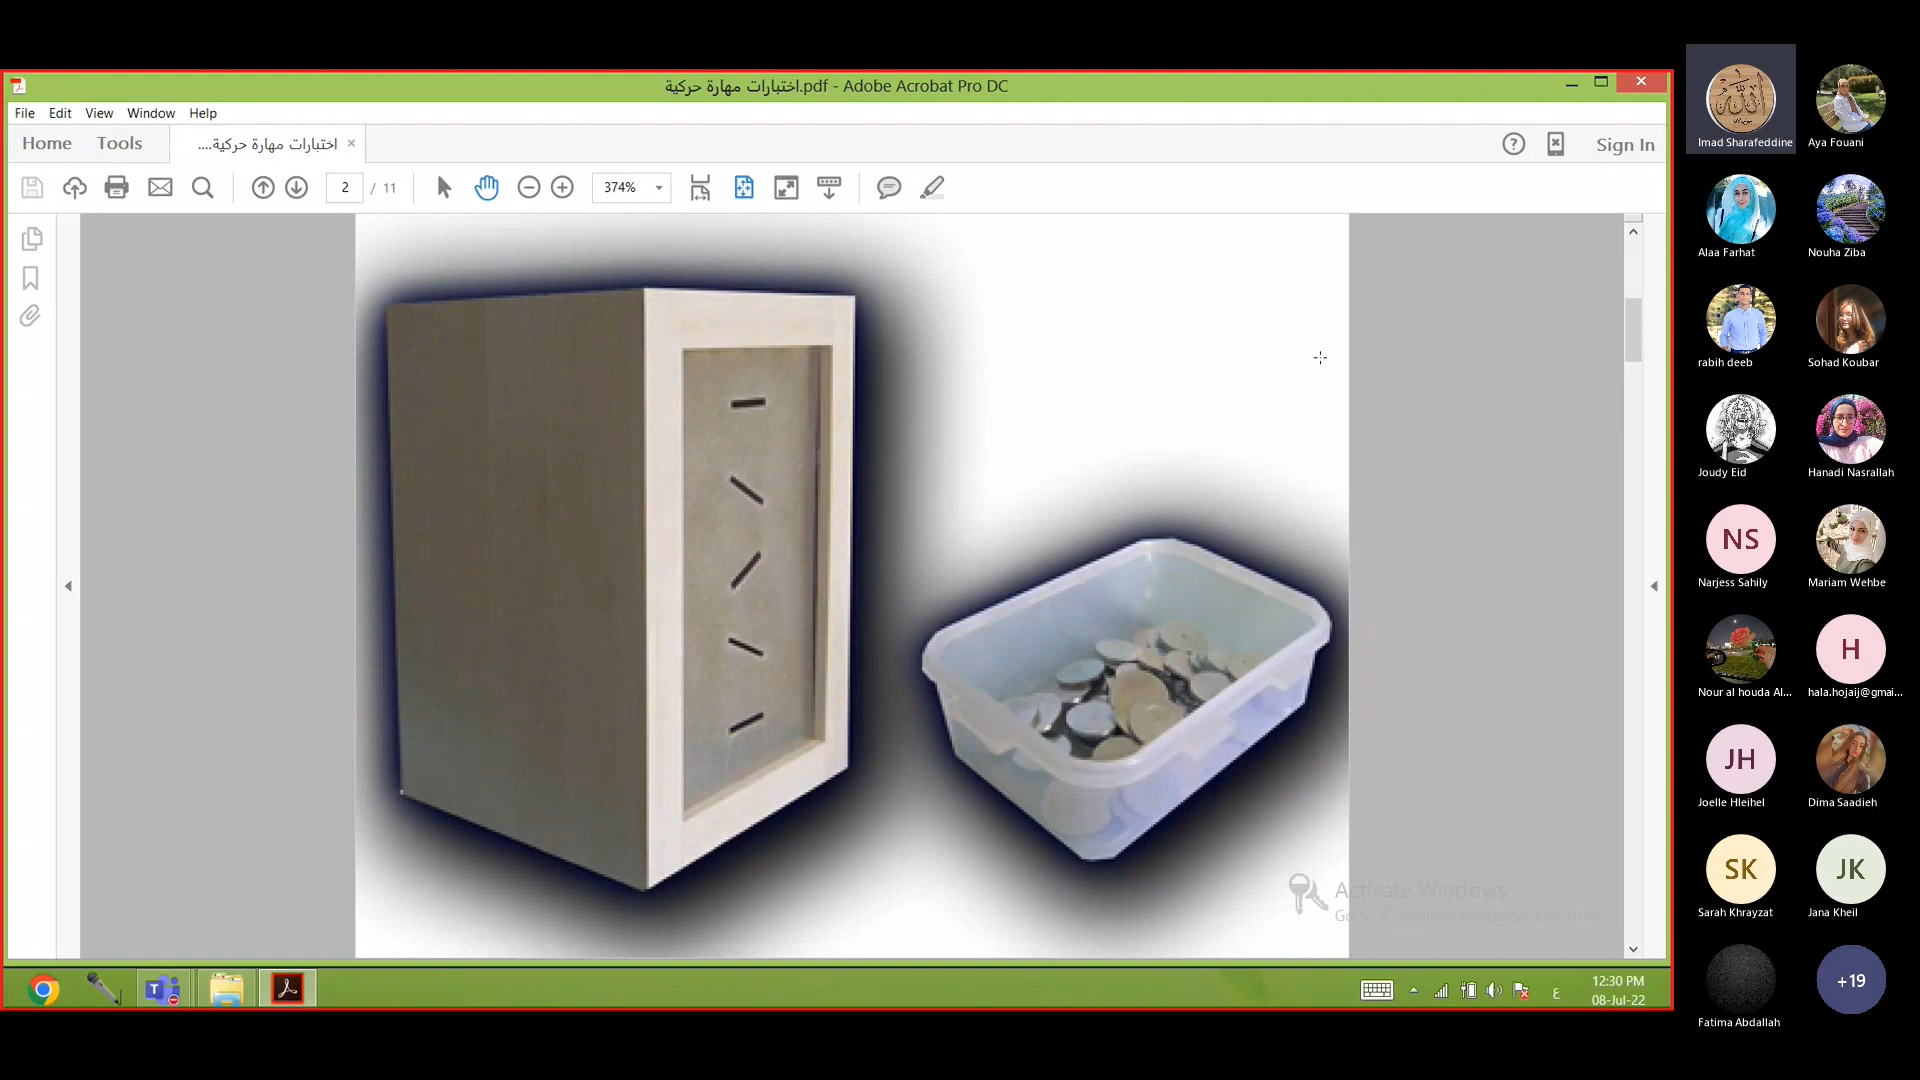 اختبارات مهارة حركية.pdf - Adobe Acrobat Pro DC
File Edit View Window Help
Home Tools اختبارات مهارة حركية.... Sign In
2 / 11 374%
Activate Windows
12:30 PM
ع
08-Jul-22
Imad Sharafeddine
Aya Fouani
Alaa Farhat
Nouha Ziba
rabih deeb
Sohad Koubar
Joudy Eid
Hanadi Nasrallah
NS
Narjess Sahily
Mariam Wehbe
Nour al houda Al...
H
hala.hojaij@gmai...
JH
Joelle Hleihel
Dima Saadieh
SK
Sarah Khrayzat
JK
Jana Kheil
Fatima Abdallah
+19